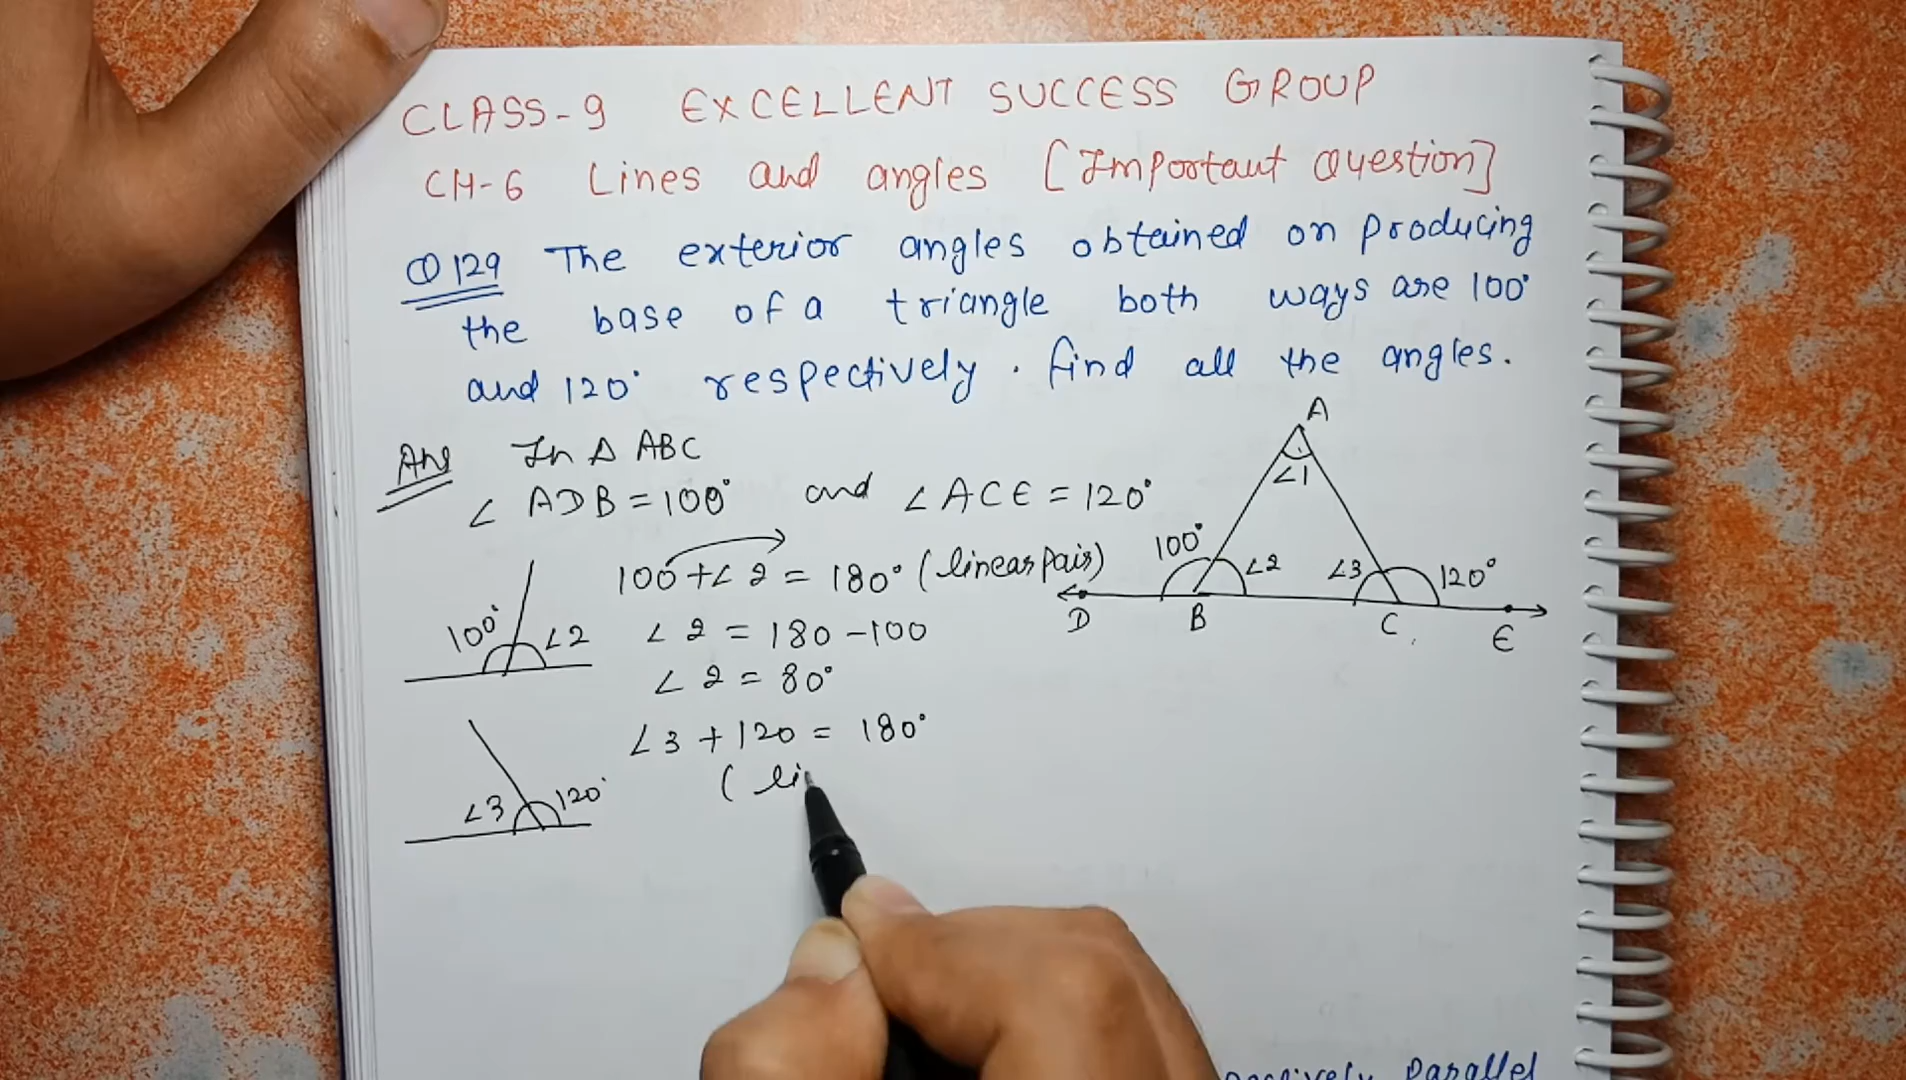 CLASS-9 EXCELLENT SUCCESS GROUP
CH-6 Lines and angles [Important Question]
Q129 The exterior angles obtained on producing
the base of a triangle both ways are 100°
and 120° respectively. find all the angles.
Ans In Δ ABC
∠ ADB = 100° and ∠ ACE = 120°
100 + ∠ 2 = 180° (linear pair)
∠ 2 = 180 - 100
∠ 2 = 80°
∠3 + 120 = 180°
( li
100° ∠2
∠3 120°
A
∠1
100° ∠2 ∠3 120°
D B C E
Parallel